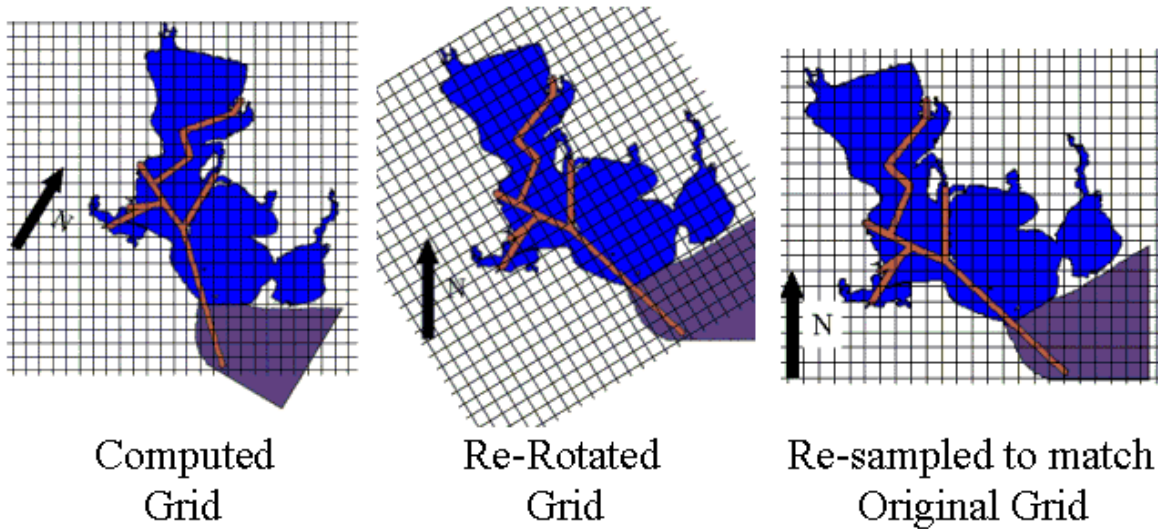 N
N
N
Computed
Grid
Re-Rotated
Grid
Re-sampled to match
Original Grid